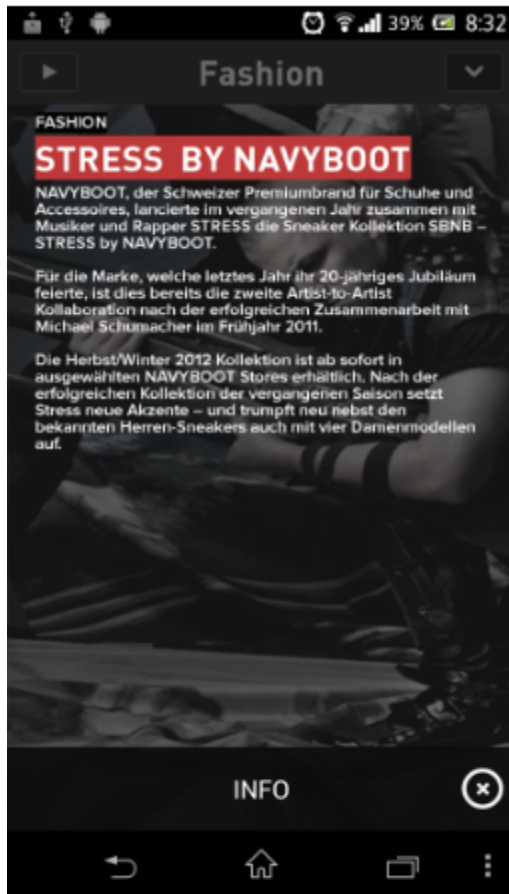 39% 8:32
Fashion
FASHION
STRESS BY NAVYBOOT
NAVYBOOT, der Schweizer Premiumbrand für Schuhe und
Accessoires, lancierte im vergangenen Jahr zusammen mit
Musiker und Rapper STRESS die Sneaker Kollektion SBNB –
STRESS by NAVYBOOT.
Für die Marke, welche letztes Jahr ihr 20-jähriges Jubiläum
feierte, ist dies bereits die zweite Artist-to-Artist
Kollaboration nach der erfolgreichen Zusammenarbeit mit
Michael Schumacher im Frühjahr 2011.
Die Herbst/Winter 2012 Kollektion ist ab sofort in
ausgewählten NAVYBOOT Stores erhältlich. Nach der
erfolgreichen Kollektion der vergangenen Saison setzt
Stress neue Akzente – und trumpft neu nebst den
bekannten Herren-Sneakers auch mit vier Damenmodellen
auf.
INFO